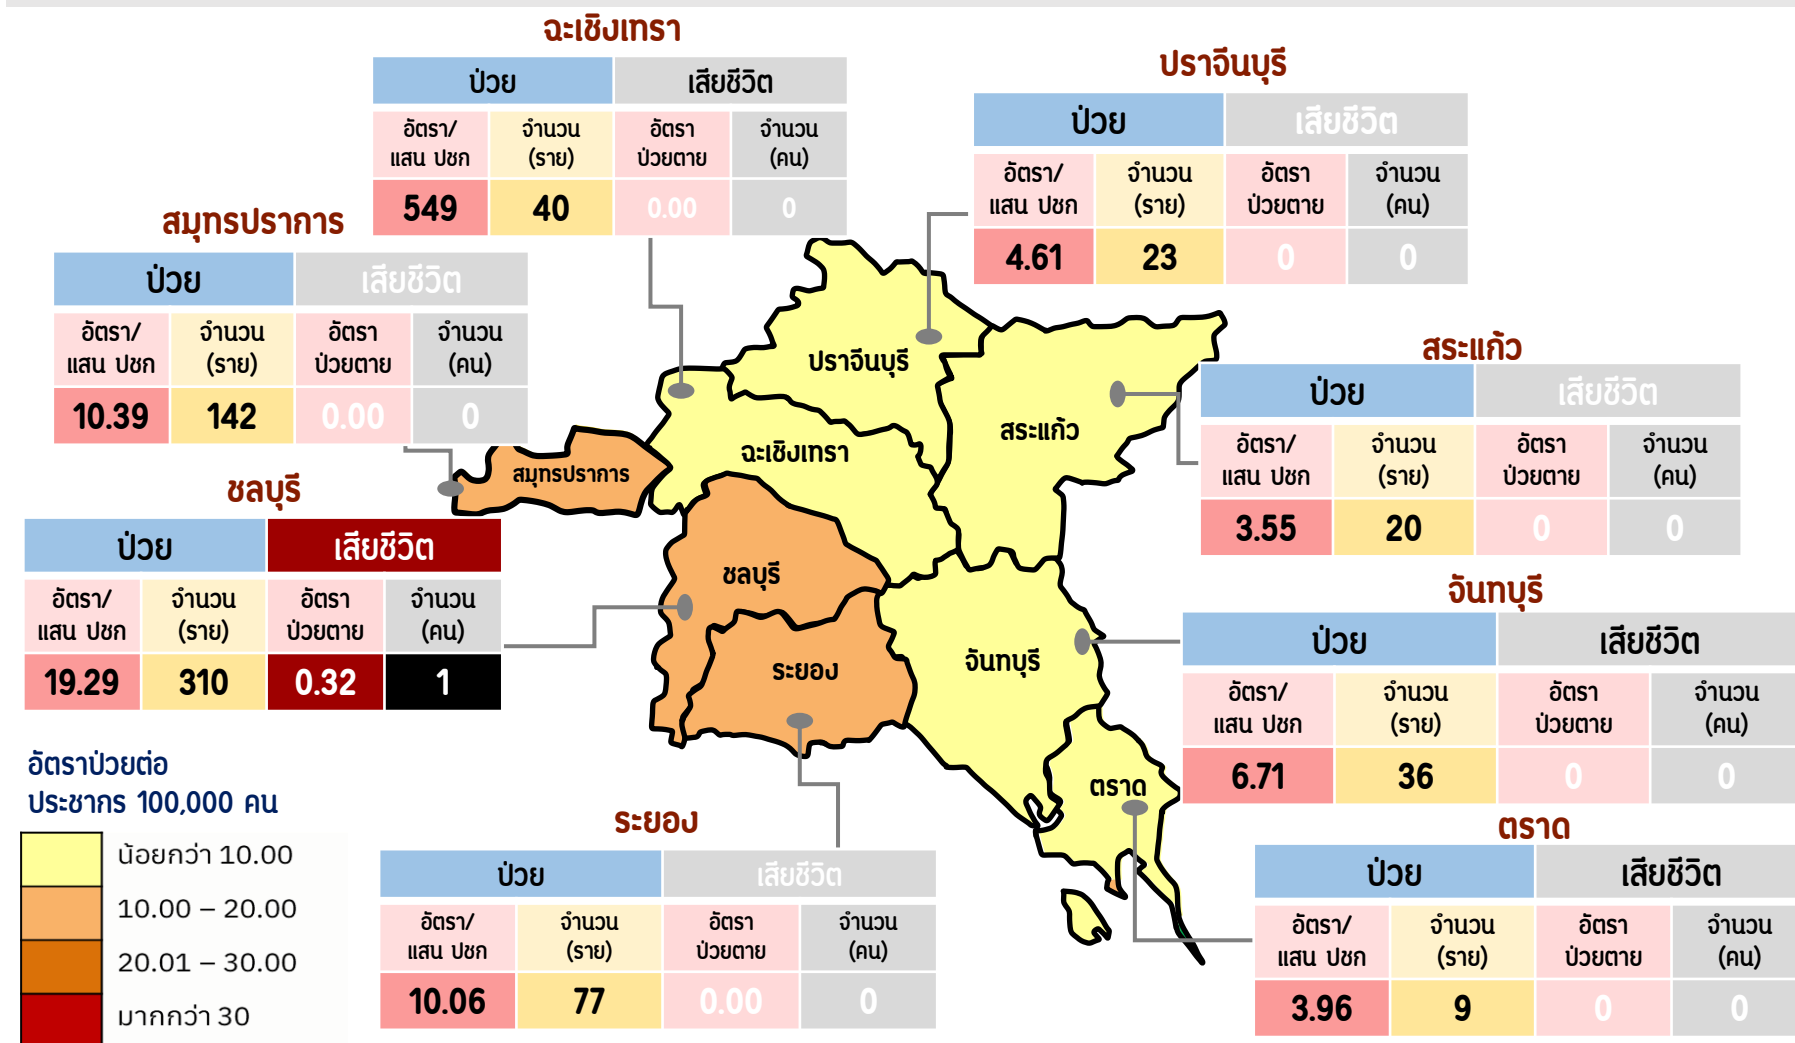 ฉะเชิงเทรา
ป่วย เสียชีวิต
อัตรา/ จำนวน อัตรา จำนวน
แสน ปชก (ราย) ป่วยตาย (คน)
549 40 0.00 0
ปราจีนบุรี
ป่วย เสียชีวิต
อัตรา/ จำนวน อัตรา จำนวน
แสน ปชก (ราย) ป่วยตาย (คน)
4.61 23 0 0
สมุทรปราการ
ป่วย เสียชีวิต
อัตรา/ จำนวน อัตรา จำนวน
แสน ปชก (ราย) ป่วยตาย (คน)
10.39 142 0.00 0
สระแก้ว
ป่วย เสียชีวิต
อัตรา/ จำนวน อัตรา จำนวน
แสน ปชก (ราย) ป่วยตาย (คน)
3.55 20 0 0
ชลบุรี
ป่วย เสียชีวิต
อัตรา/ จำนวน อัตรา จำนวน
แสน ปชก (ราย) ป่วยตาย (คน)
19.29 310 0.32 1
จันทบุรี
ป่วย เสียชีวิต
อัตรา/ จำนวน อัตรา จำนวน
แสน ปชก (ราย) ป่วยตาย (คน)
6.71 36 0 0
ปราจีนบุรี
สระแก้ว
ฉะเชิงเทรา
สมุทรปราการ
ชลบุรี
ระยอง
จันทบุรี
ตราด
อัตราป่วยต่อ
ประชากร 100,000 คน
น้อยกว่า 10.00
10.00 – 20.00
20.01 – 30.00
มากกว่า 30
ระยอง
ป่วย เสียชีวิต
อัตรา/ จำนวน อัตรา จำนวน
แสน ปชก (ราย) ป่วยตาย (คน)
10.06 77 0.00 0
ตราด
ป่วย เสียชีวิต
อัตรา/ จำนวน อัตรา จำนวน
แสน ปชก (ราย) ป่วยตาย (คน)
3.96 9 0 0